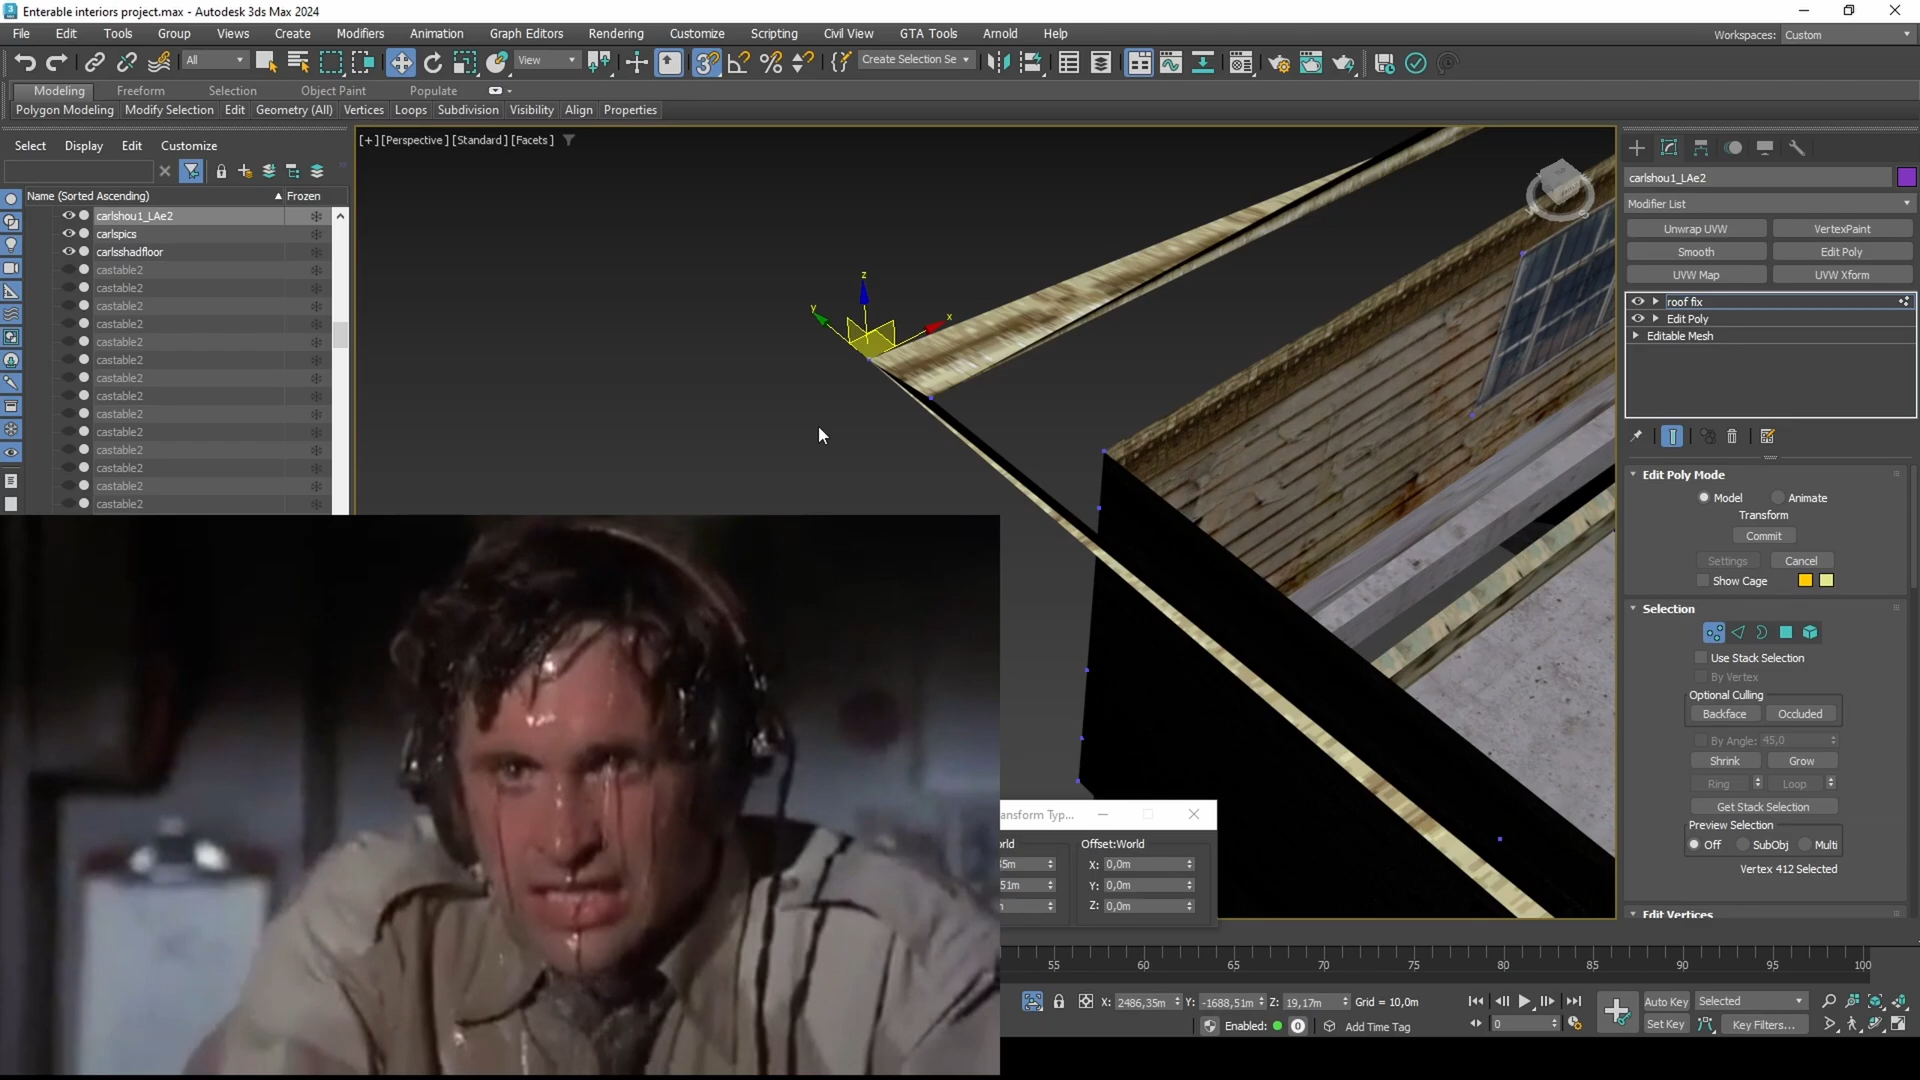 Enterable interiors project.max - Autodesk 3ds Max 2024
File Edit Tools Group Views Create Modifiers Animation Graph Editors Rendering Customize Scripting Civil View GTA Tools Arnold Help
Workspaces: Custom
All View Create Selection Se
Modeling Freeform Selection Object Paint Populate
Polygon Modeling Modify Selection Edit Geometry (All) Vertices Loops Subdivision Visibility Align Properties
Select Display Edit Customize
[+] [Perspective] [Standard] [Facets]
Name (Sorted Ascending) Frozen
carlshou1_LAe2
carlspics
carlsshadfloor
castable2
castable2
castable2
castable2
castable2
castable2
castable2
castable2
castable2
castable2
castable2
castable2
castable2
castable2
z
y
x
carlshou1_LAe2
Modifier List
Unwrap UVW VertexPaint
Smooth Edit Poly
UVW Map UVW Xform
roof fix
Edit Poly
Editable Mesh
Edit Poly Mode
Model Animate
Transform
Commit
Settings Cancel
Show Cage
Selection
Use Stack Selection
By Vertex
Optional Culling
Backface Occluded
By Angle: 45,0
Shrink Grow
Ring Loop
Get Stack Selection
Preview Selection
Off SubObj Multi
Vertex 412 Selected
Edit Vertices
ansform Typ...
orld Offset:World
35m X: 0,0m
51m Y: 0,0m
Z: 0,0m
55 60 65 70 75 80 85 90 95 100
X: 2486,35m Y: -1688,51m Z: 19,17m Grid = 10,0m
Enabled: 0 Add Time Tag
0
Auto Key Selected
Set Key Key Filters...